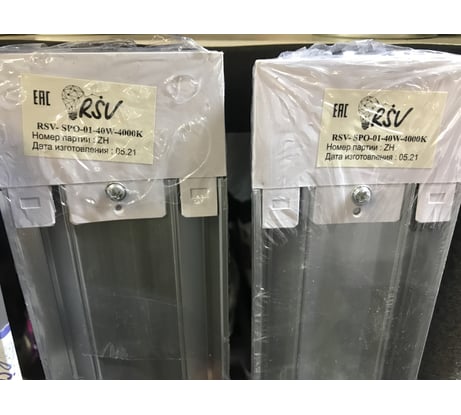 EAC RSV
RSV- SPO-01-40W-4000K
Номер партии : ZH
Дата изготовления : 05.21
EAC RSV
RSV- SPO-01-40W-4000K
Номер партии : ZH
Дата изготовления : 05.21